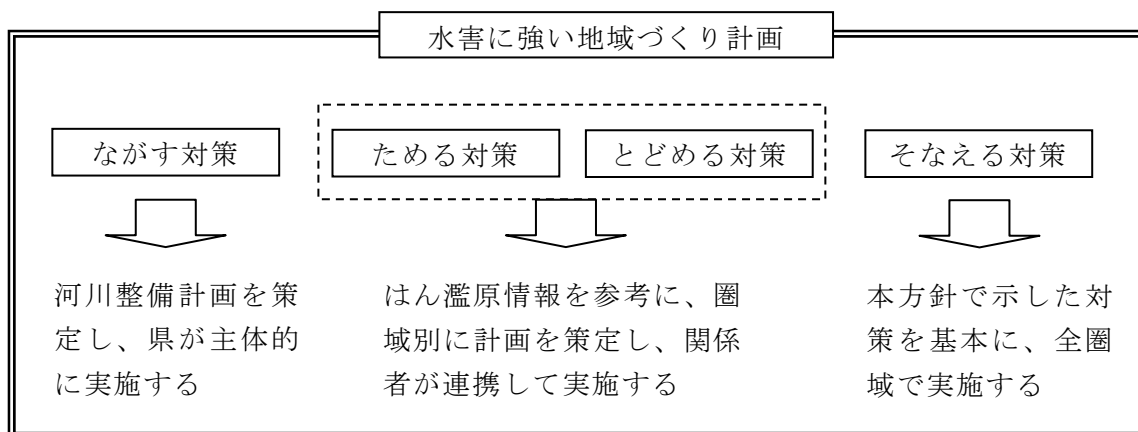 水害に強い地域づくり計画
ながす対策
ためる対策
とどめる対策
そなえる対策
河川整備計画を策
定し、県が主体的
に実施する
はん濫原情報を参考に、圏
域別に計画を策定し、関係
者が連携して実施する
本方針で示した対
策を基本に、全圏
域で実施する